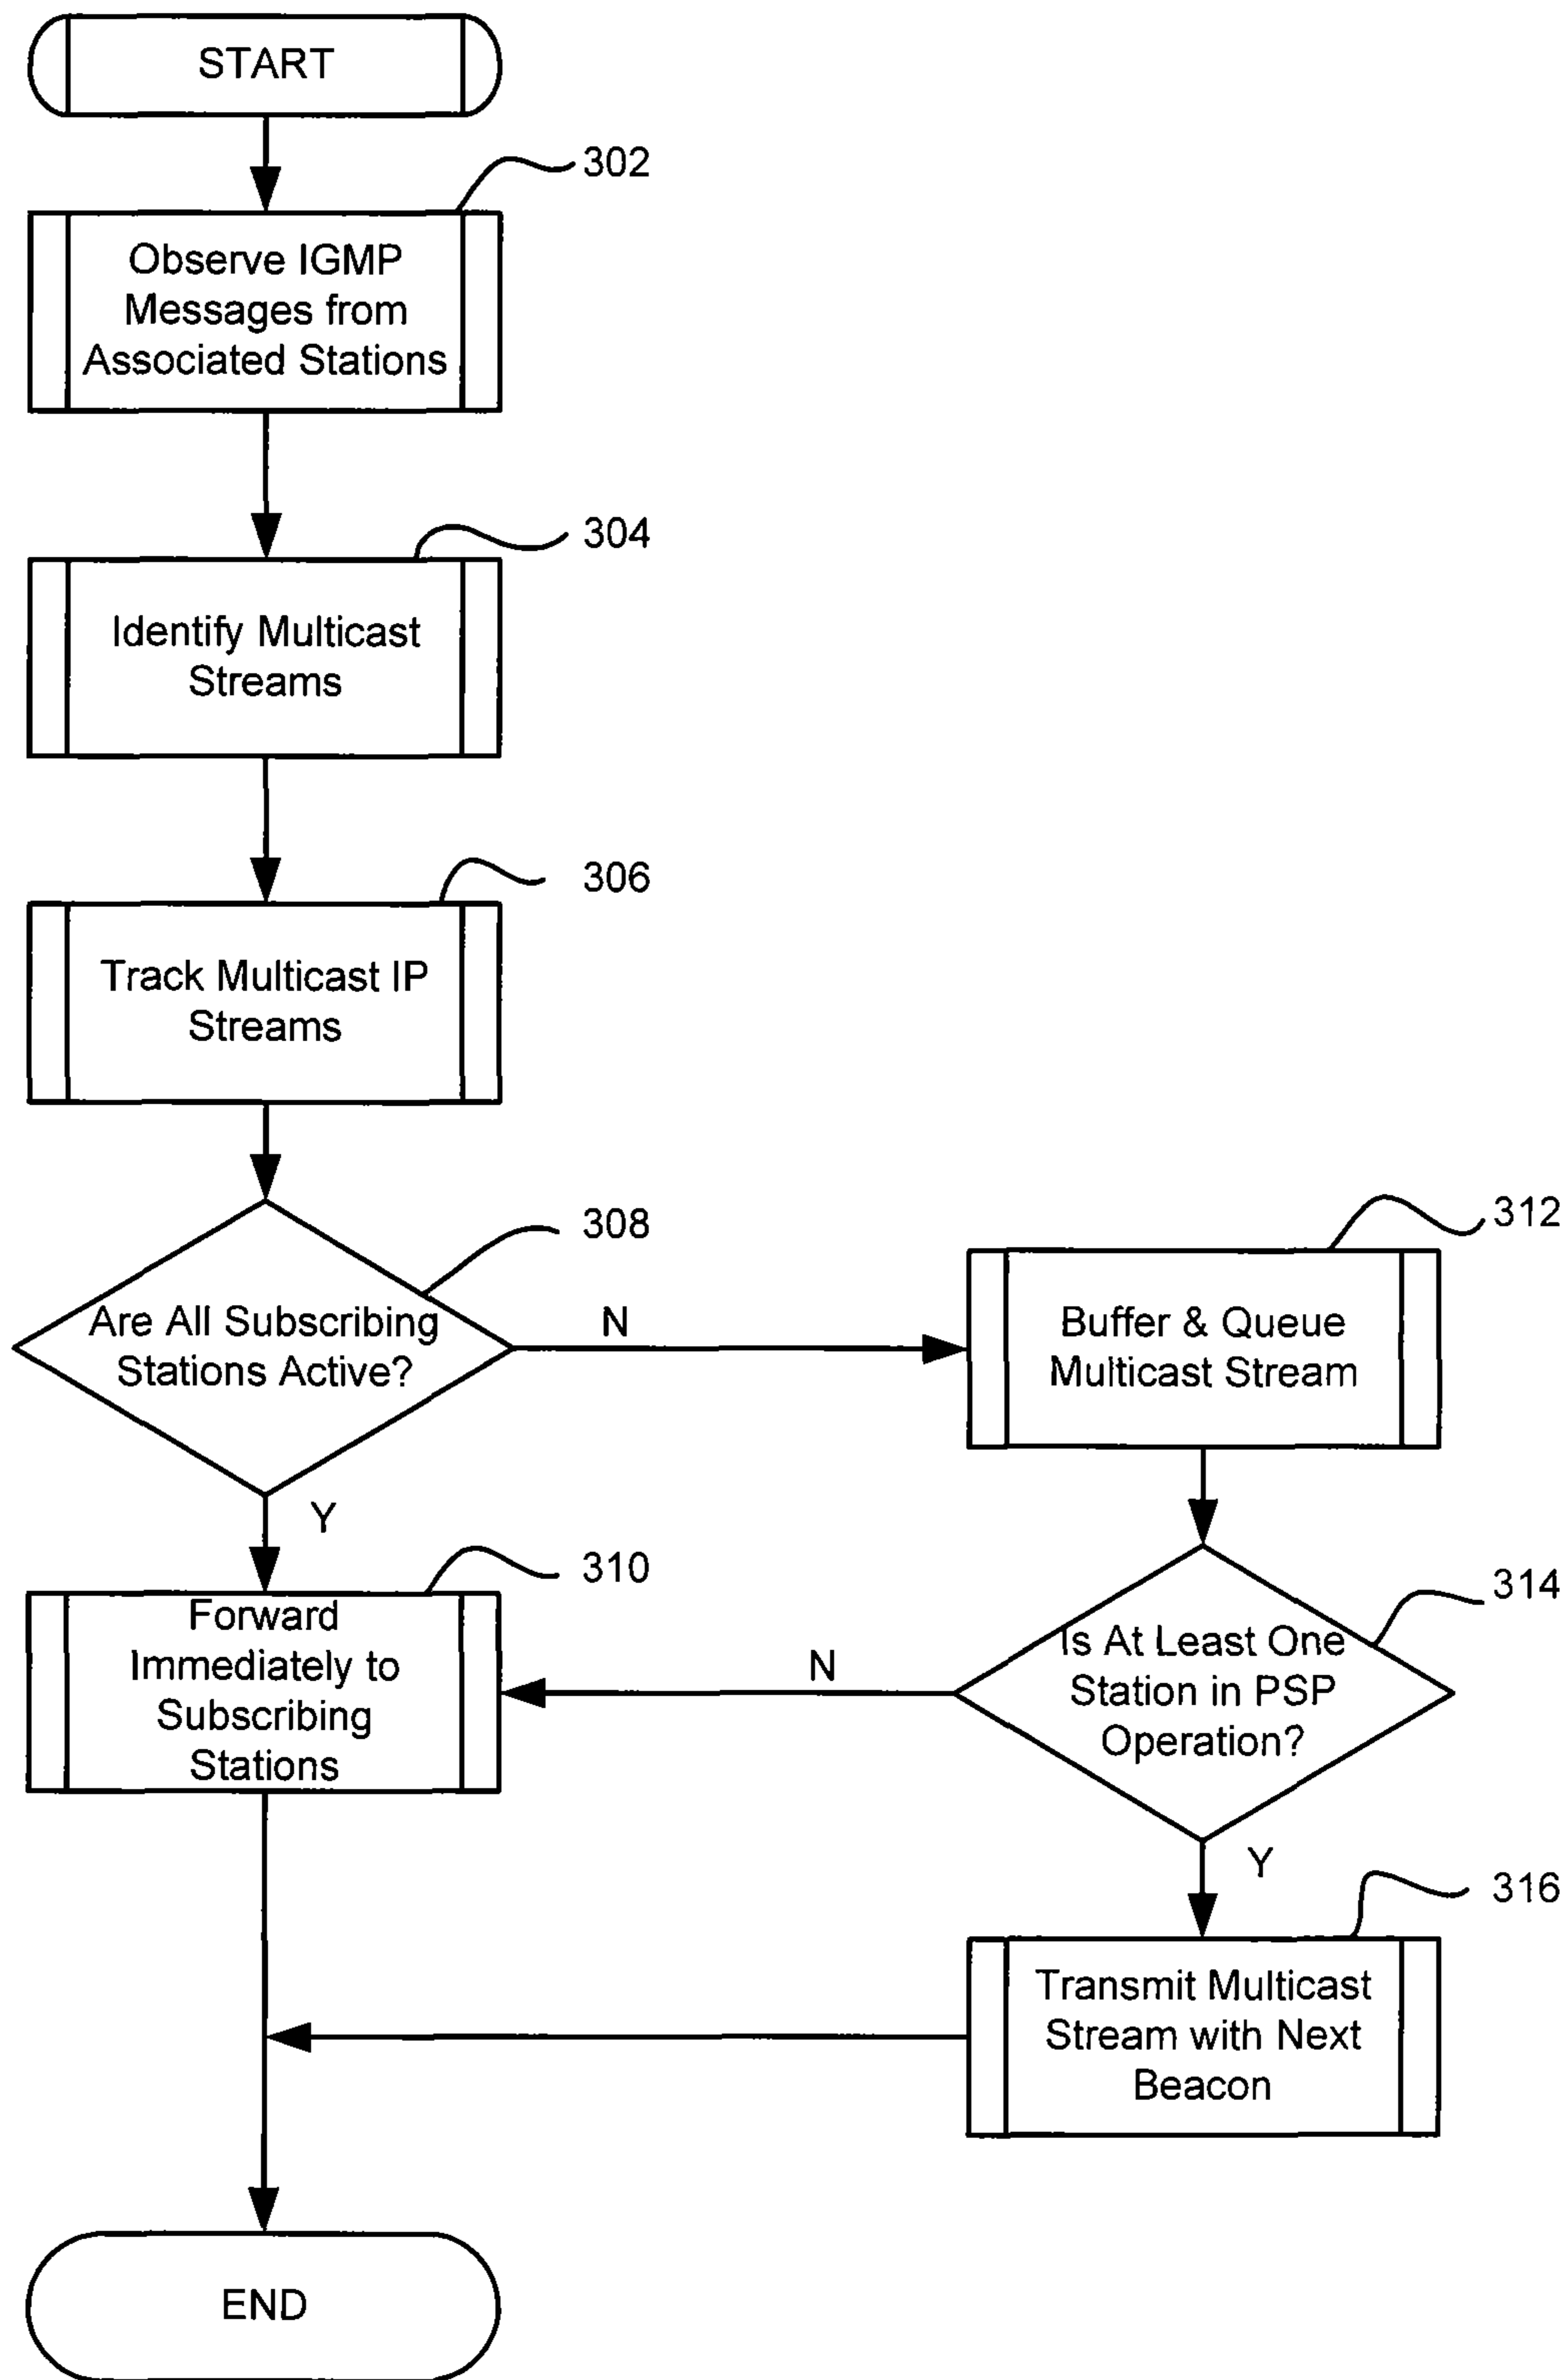 START
302
Observe IGMP
Messages from
Associated Stations
304
Identify Multicast
Streams
306
Track Multicast IP
Streams
308
Are All Subscribing
Stations Active?
N
312
Buffer & Queue
Multicast Stream
Y
310
Forward
Immediately to
Subscribing
Stations
314
Is At Least One
Station in PSP
Operation?
N
Y
316
Transmit Multicast
Stream with Next
Beacon
END